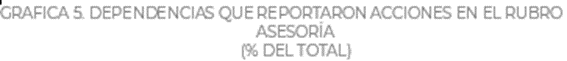 GRAFICA 5. DEPENDENCIAS QUE REPORTARON ACCIONES EN EL RUBRO
ASESORÍA
(% DEL TOTAL)